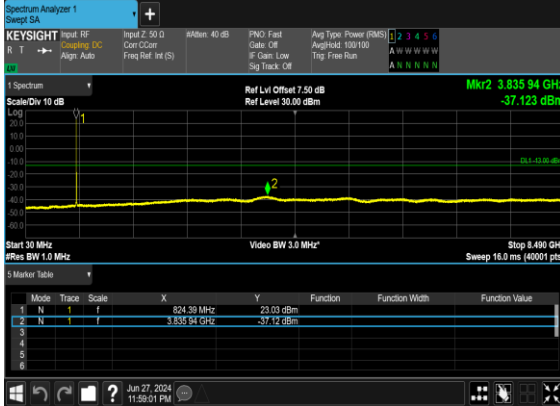 Spectrum Analyzer 1
Swept SA
+
KEYSIGHT Input: RF Input Z: 50 Ω #Atten: 40 dB PNO: Fast Avg Type: Power (RMS) 1 2 3 4 5 6
R T Coupling: DC Corr CCorr Gate: Off Avg|Hold: 100/100 A W W W W W
Align: Auto Freq Ref: Int (S) IF Gain: Low Trig: Free Run
LXI Sig Track: Off A N N N N N
1 Spectrum
Ref Lvl Offset 7.50 dB Mkr2 3.835 94 GHz
Scale/Div 10 dB Ref Level 30.00 dBm -37.123 dBm
Log
1
20.0
10.0
0.00
-10.0 DL1 -13.00 dBm
-20.0
-30.0 2
-40.0
-50.0
-60.0
Start 30 MHz Video BW 3.0 MHz* Stop 8.490 GHz
#Res BW 1.0 MHz Sweep 16.0 ms (40001 pts)
5 Marker Table
Mode Trace Scale X Y Function Function Width Function Value
1 N 1 f 824.39 MHz 23.03 dBm
2 N 1 f 3.835 94 GHz -37.12 dBm
3
4
5
6
? Jun 27, 2024
11:59:01 PM